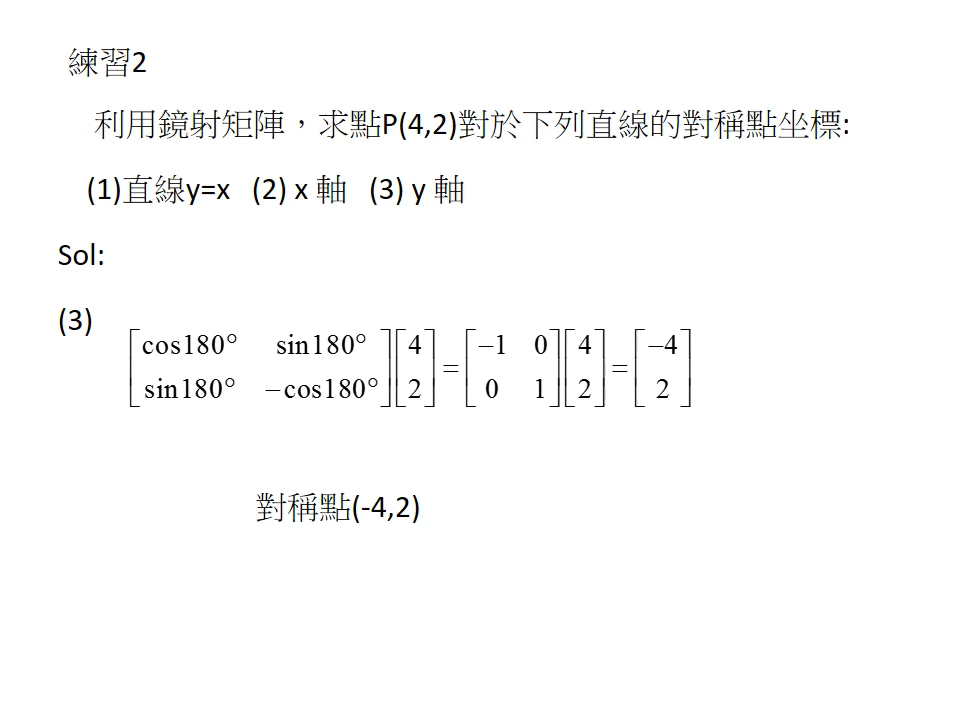 練習2
利用鏡射矩陣，求點P(4,2)對於下列直線的對稱點坐標:
(1)直線y=x (2) x 軸 (3) y 軸
Sol:
(3)
[cos180° sin180°; sin180° −cos180°][4; 2]=[−1 0; 0 1][4; 2]=[−4; 2]
對稱點(-4,2)